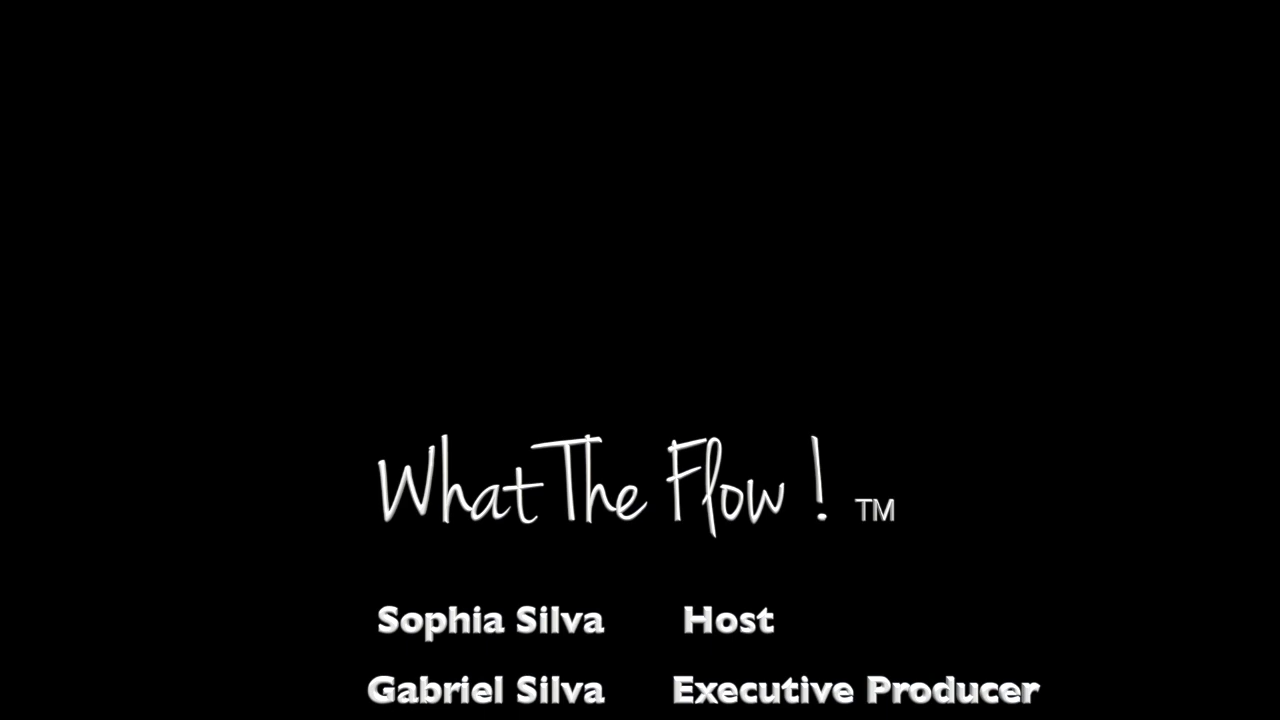 What The Flow ! TM
Sophia Silva Host
Gabriel Silva Executive Producer